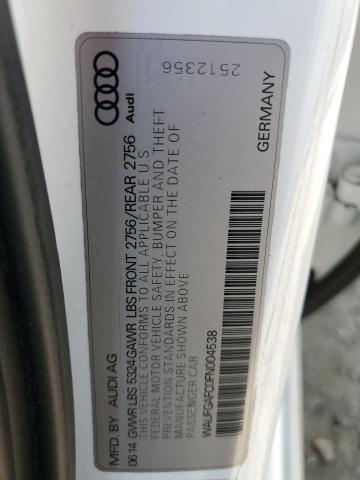 MFD. BY AUDI AG
06 14 GVWR LBS 5324 GAWR LBS FRONT 2756/REAR 2756
THIS VEHICLE CONFORMS TO ALL APPLICABLE U.S.
FEDERAL MOTOR VEHICLE SAFETY, BUMPER AND THEFT
STANDARDS IN EFFECT ON THE DATE OF
MANUFACTURE SHOWN ABOVE
PASSENGER CAR
WAUFGAFC0FN004538
Audi
2512356
GERMANY